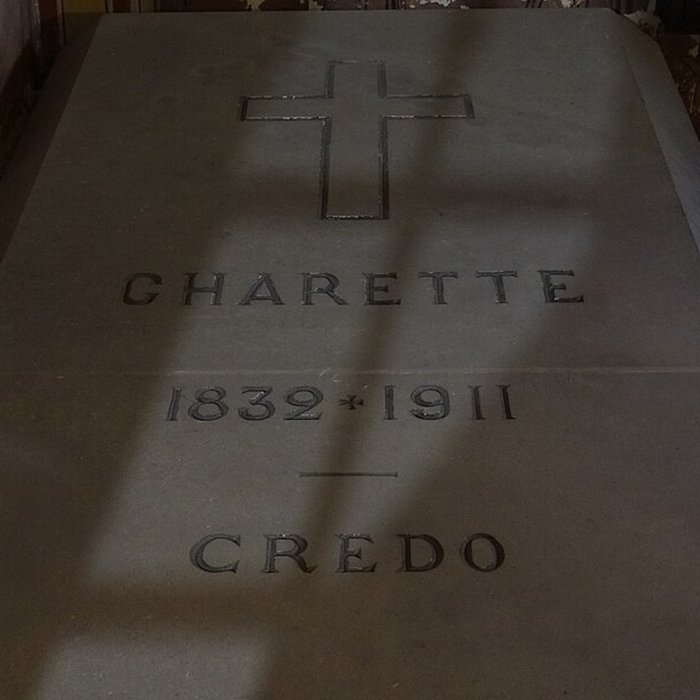 CHARETTE
1832 + 1911
CREDO